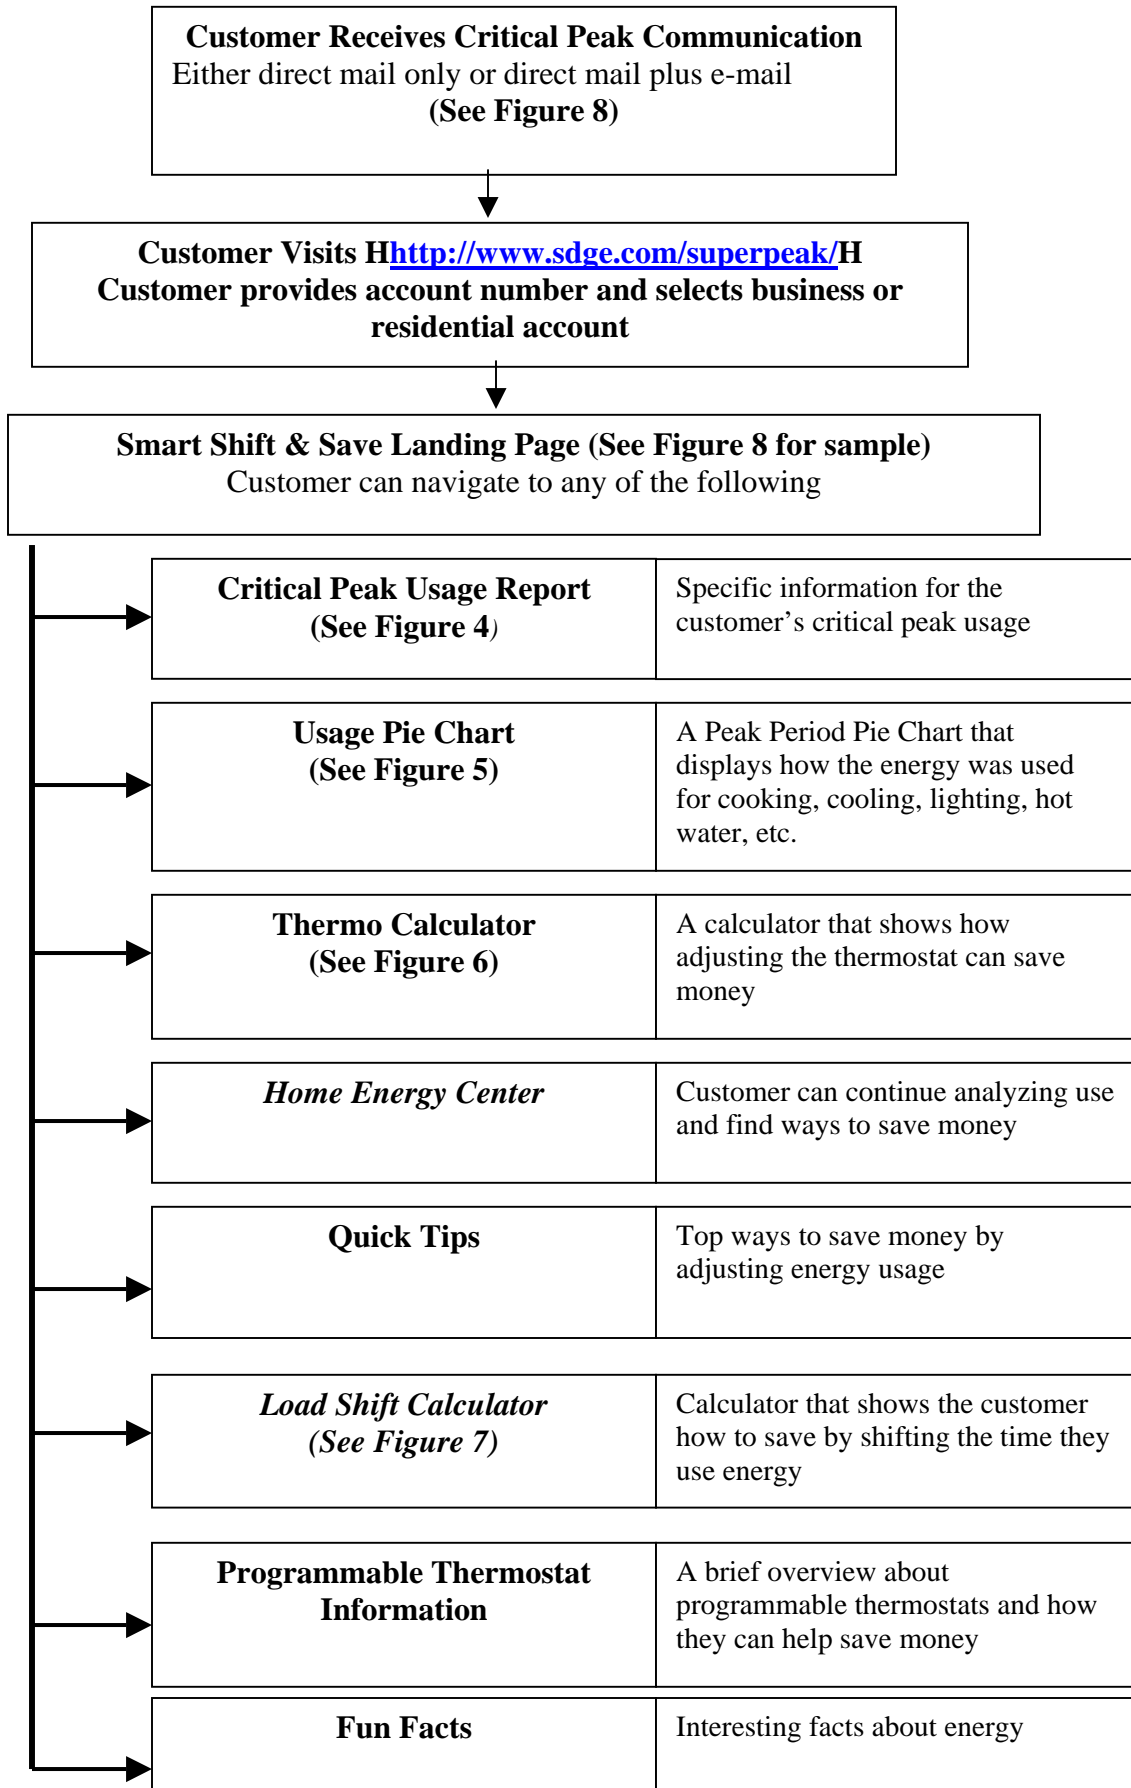 Customer Receives Critical Peak Communication
Either direct mail only or direct mail plus e-mail
(See Figure 8)
Customer Visits Hhttp://www.sdge.com/superpeak/H
Customer provides account number and selects business or
residential account
Smart Shift & Save Landing Page (See Figure 8 for sample)
Customer can navigate to any of the following
Critical Peak Usage Report
(See Figure 4)
Specific information for the
customer’s critical peak usage
Usage Pie Chart
(See Figure 5)
A Peak Period Pie Chart that
displays how the energy was used
for cooking, cooling, lighting, hot
water, etc.
Thermo Calculator
(See Figure 6)
A calculator that shows how
adjusting the thermostat can save
money
Home Energy Center
Customer can continue analyzing use
and find ways to save money
Quick Tips
Top ways to save money by
adjusting energy usage
Load Shift Calculator
(See Figure 7)
Calculator that shows the customer
how to save by shifting the time they
use energy
Programmable Thermostat
Information
A brief overview about
programmable thermostats and how
they can help save money
Fun Facts
Interesting facts about energy